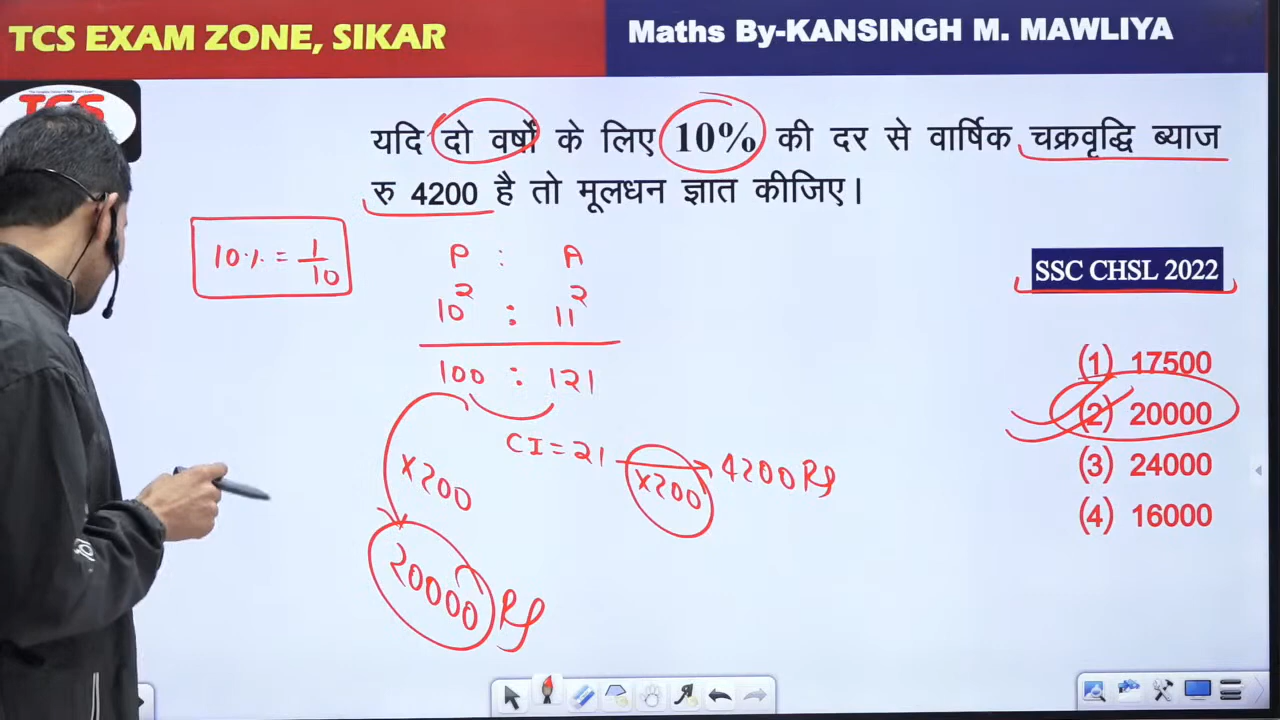 TCS EXAM ZONE, SIKAR
Maths By-KANSINGH M. MAWLIYA
TCS
यदि दो वर्षों के लिए 10% की दर से वार्षिक चक्रवृद्धि ब्याज
रु 4200 है तो मूलधन ज्ञात कीजिए।
10% = 1/10
P : A
10² : 11²
100 : 121
CI = 21 ×200 4200 Rs
×200
20000 Rs
SSC CHSL 2022
(1) 17500
(2) 20000
(3) 24000
(4) 16000